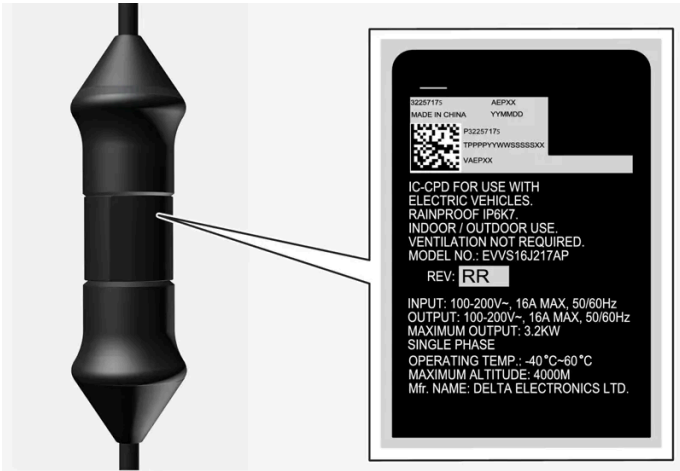 32257175 AEPXX
MADE IN CHINA YYMMDD
P32257175
TPPPPYYWWSSSSSXX
VAEPXX
IC-CPD FOR USE WITH
ELECTRIC VEHICLES.
RAINPROOF IP6K7.
INDOOR / OUTDOOR USE.
VENTILATION NOT REQUIRED.
MODEL NO.: EVVS16J217AP
REV: RR
INPUT: 100-200V~, 16A MAX, 50/60Hz
OUTPUT: 100-200V~, 16A MAX, 50/60Hz
MAXIMUM OUTPUT: 3.2KW
SINGLE PHASE
OPERATING TEMP.: -40°C~60°C
MAXIMUM ALTITUDE: 4000M
Mfr. NAME: DELTA ELECTRONICS LTD.